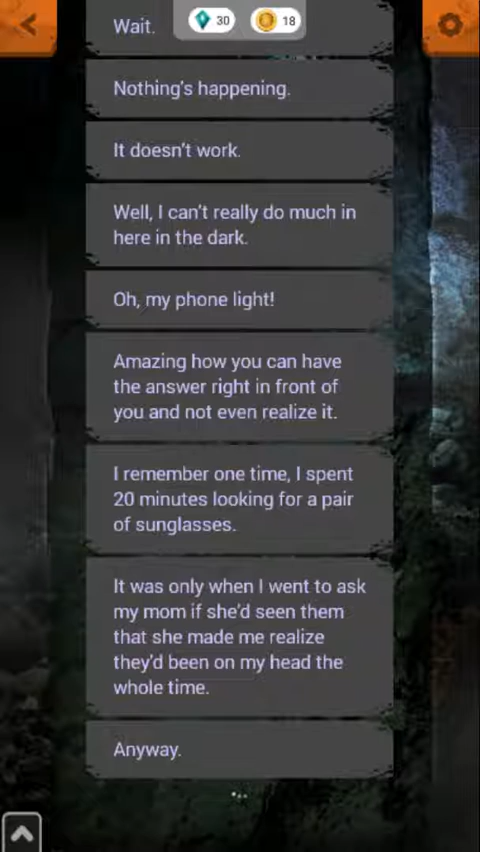 Wait.
30
18
Nothing's happening.
It doesn't work.
Well, I can't really do much in
here in the dark.
Oh, my phone light!
Amazing how you can have
the answer right in front of
you and not even realize it.
I remember one time, I spent
20 minutes looking for a pair
of sunglasses.
It was only when I went to ask
my mom if she'd seen them
that she made me realize
they'd been on my head the
whole time.
Anyway.
...